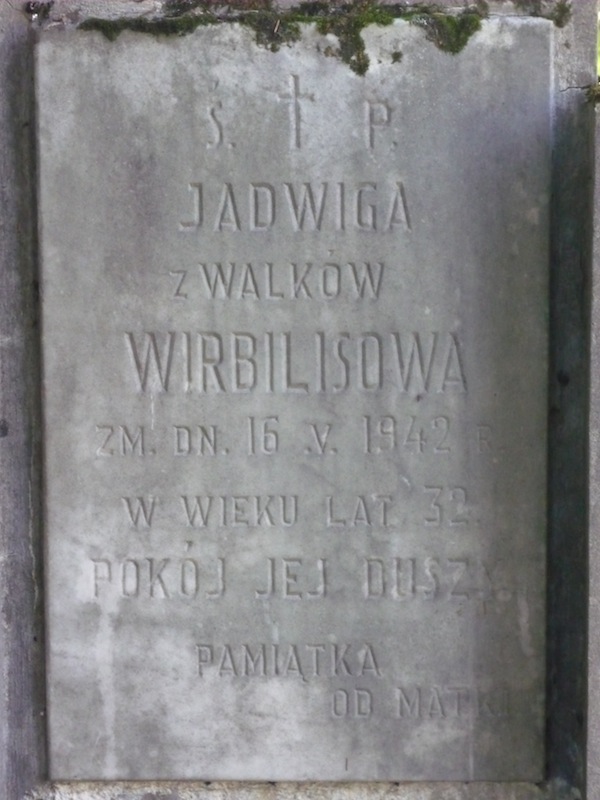 Ś. † P.
JADWIGA
Z WALKÓW
WIRBILISOWA
ZM. DN. 16 .V. 1942 R.
W WIEKU LAT 32.
POKÓJ JEJ DUSZY.
PAMIĄTKA
OD MATKI